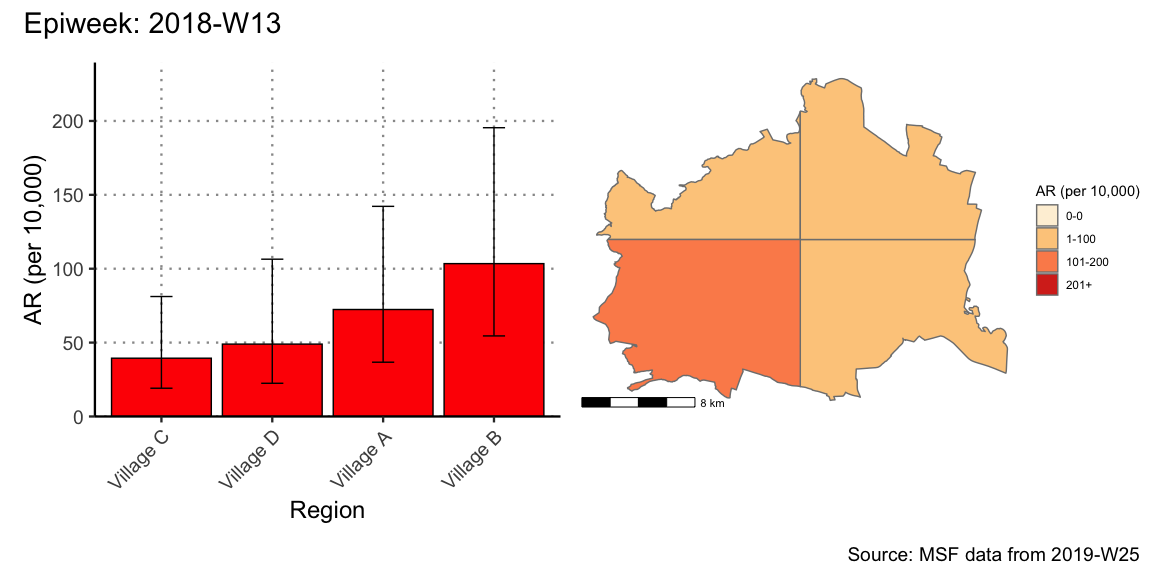 Epiweek: 2018-W13
AR (per 10,000)
200
150
100
50
0
Village C
Village D
Village A
Village B
Region
8 km
AR (per 10,000)
0-0
1-100
101-200
201+
Source: MSF data from 2019-W25